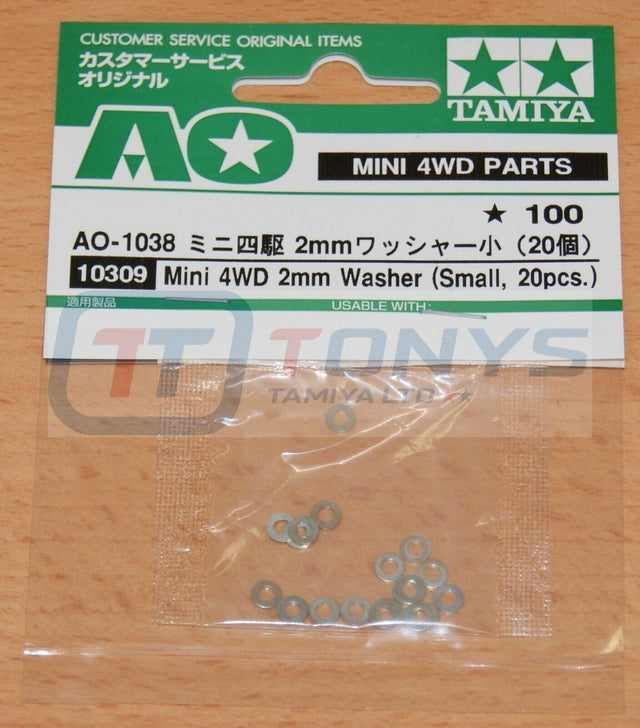 CUSTOMER SERVICE ORIGINAL ITEMS
カスタマーサービス
オリジナル
TAMIYA
AO
MINI 4WD PARTS
★ 100
AO-1038 ミニ四駆 2mmワッシャー小（20個）
10309 Mini 4WD 2mm Washer (Small, 20pcs.)
適用製品 USABLE WITH:
TT TONYS
TAMIYA LTD